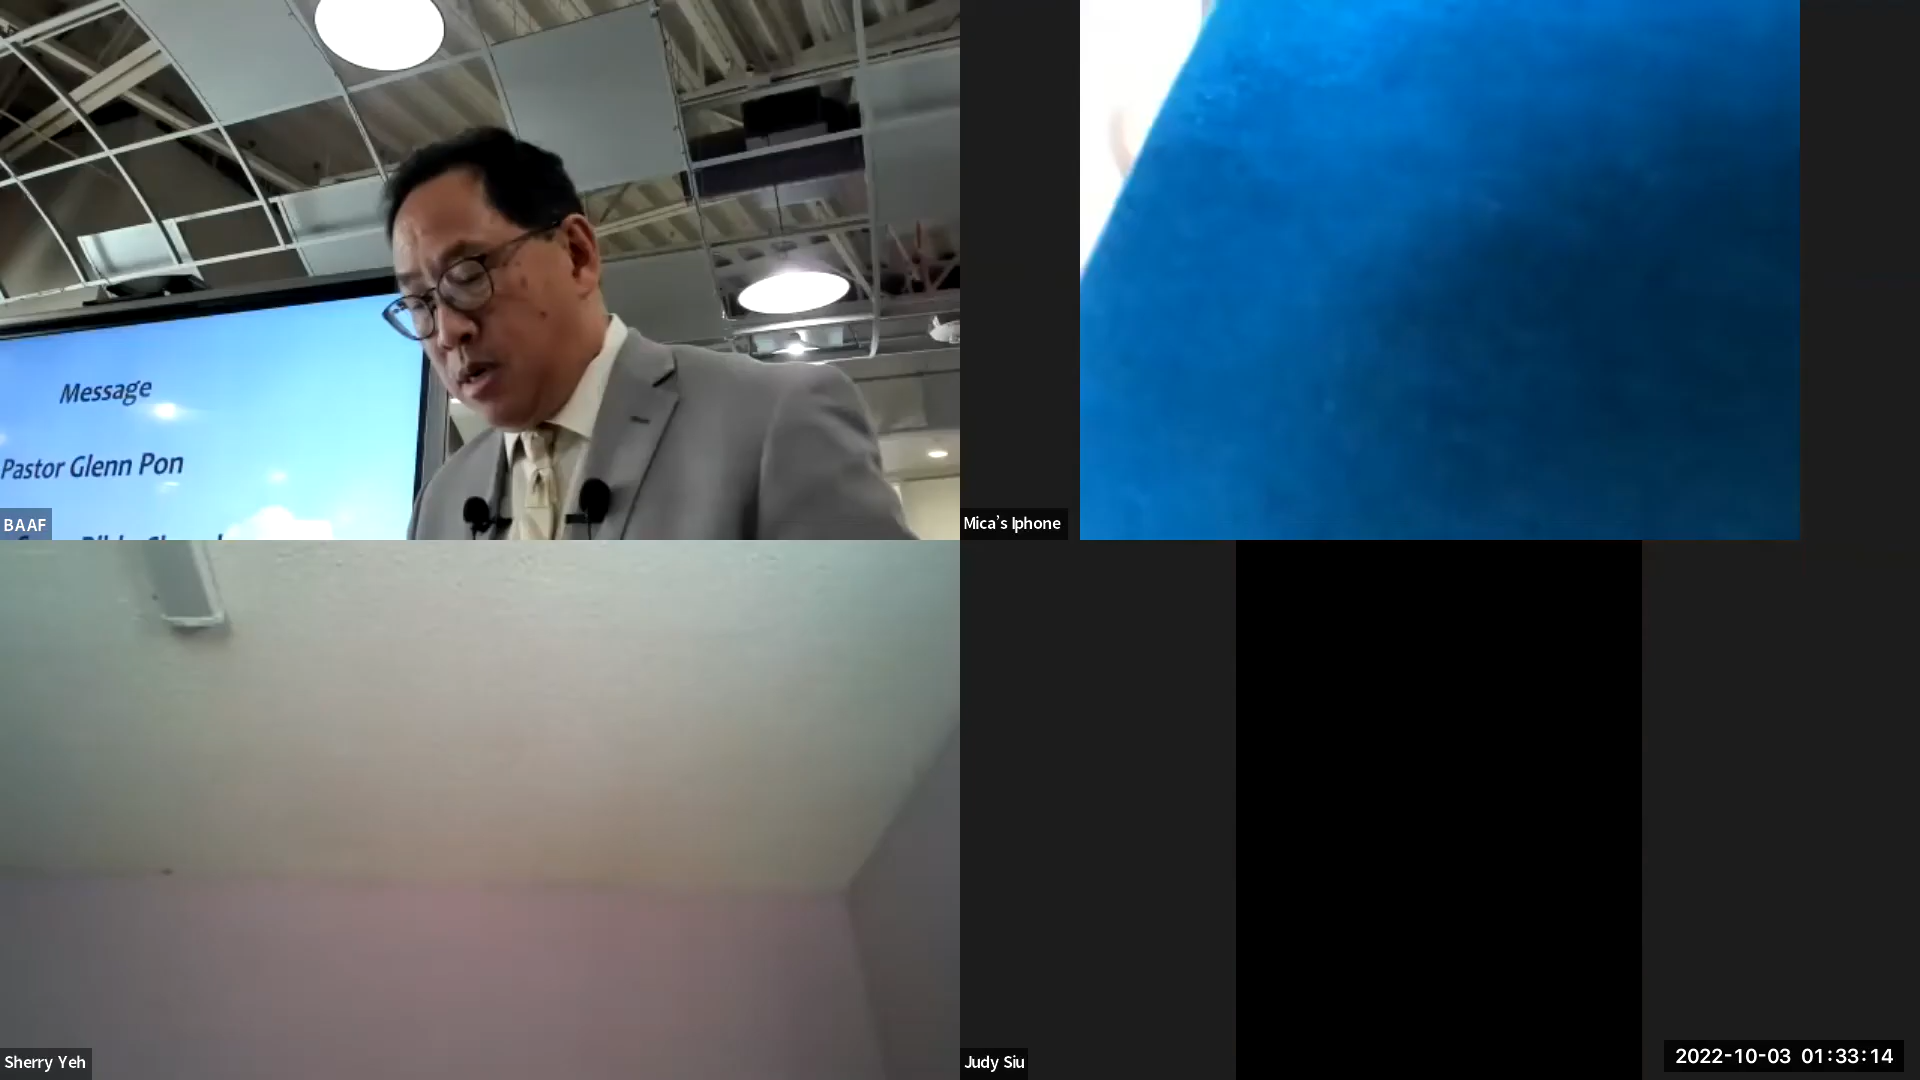 Message
Pastor Glenn Pon
BAAF
Mica's Iphone
Sherry Yeh
Judy Siu
2022-10-03 01:33:14